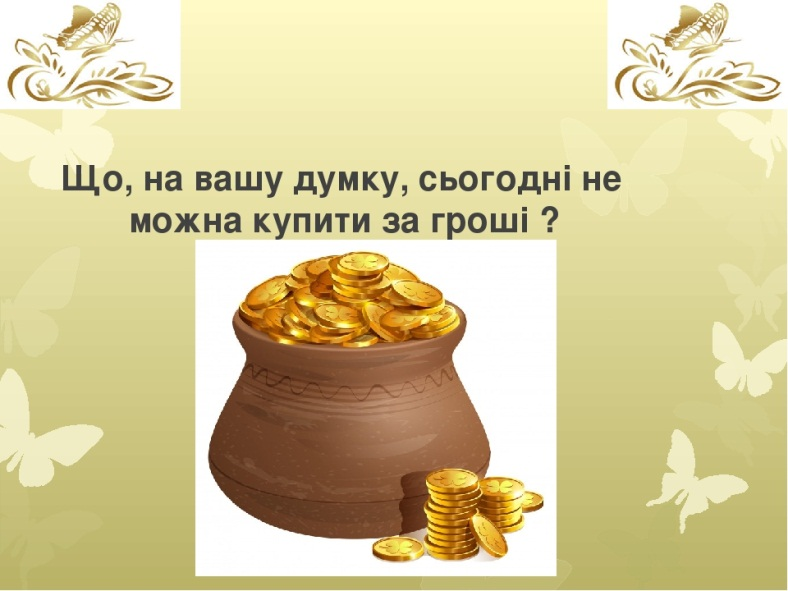 Що, на вашу думку, сьогодні не
можна купити за гроші ?